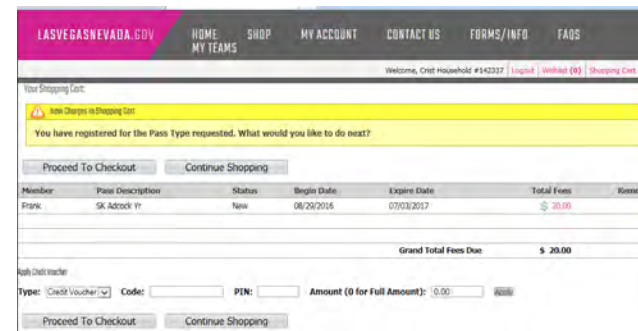 LASVEGASNEVADA.GOV HOME SHOP MY ACCOUNT CONTACT US FORMS/INFO FAQS
MY TEAMS
Welcome, Crist Household #142337 Logout Wishlist (0) Shopping Cart
Your Shopping Cart:
New Charges in Shopping Cart
You have registered for the Pass Type requested. What would you like to do next?
Proceed To Checkout Continue Shopping
Member Pass Description Status Begin Date Expire Date Total Fees
Frank SK Adcock Yr New 08/29/2016 07/03/2017 $ 20.00
Grand Total Fees Due $ 20.00
Apply Credit Voucher
Type: Credit Voucher Code: PIN: Amount (0 for Full Amount): 0.00 Apply
Proceed To Checkout Continue Shopping